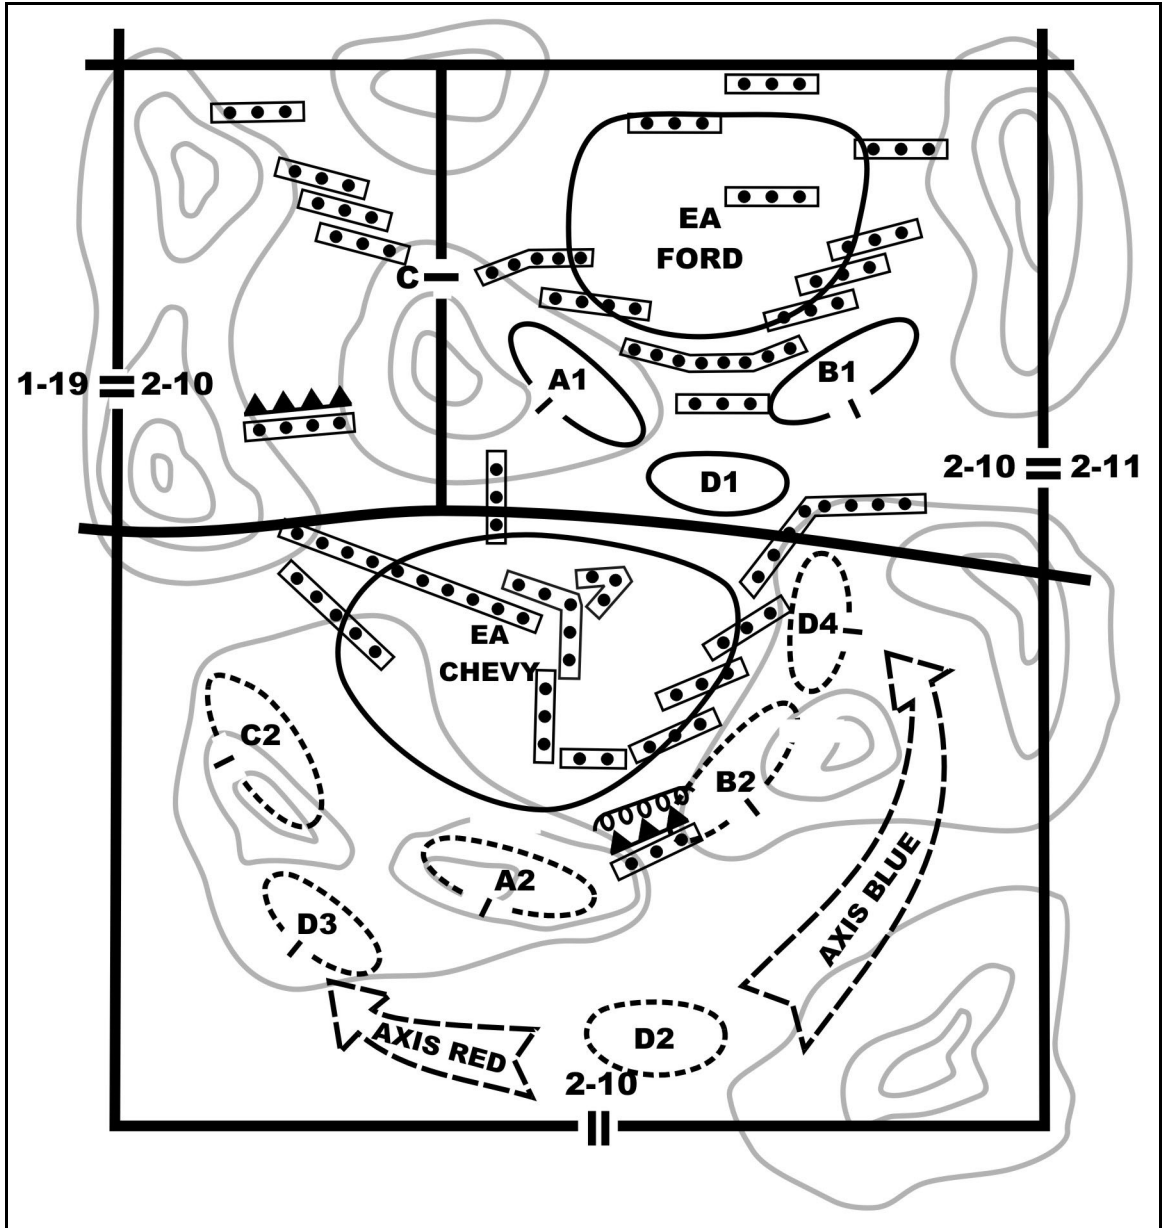 EA
FORD
C
A1
B1
1-19
2-10
2-10
2-11
D1
EA
CHEVY
D4
C2
B2
A2
D3
AXIS BLUE
AXIS RED
D2
2-10